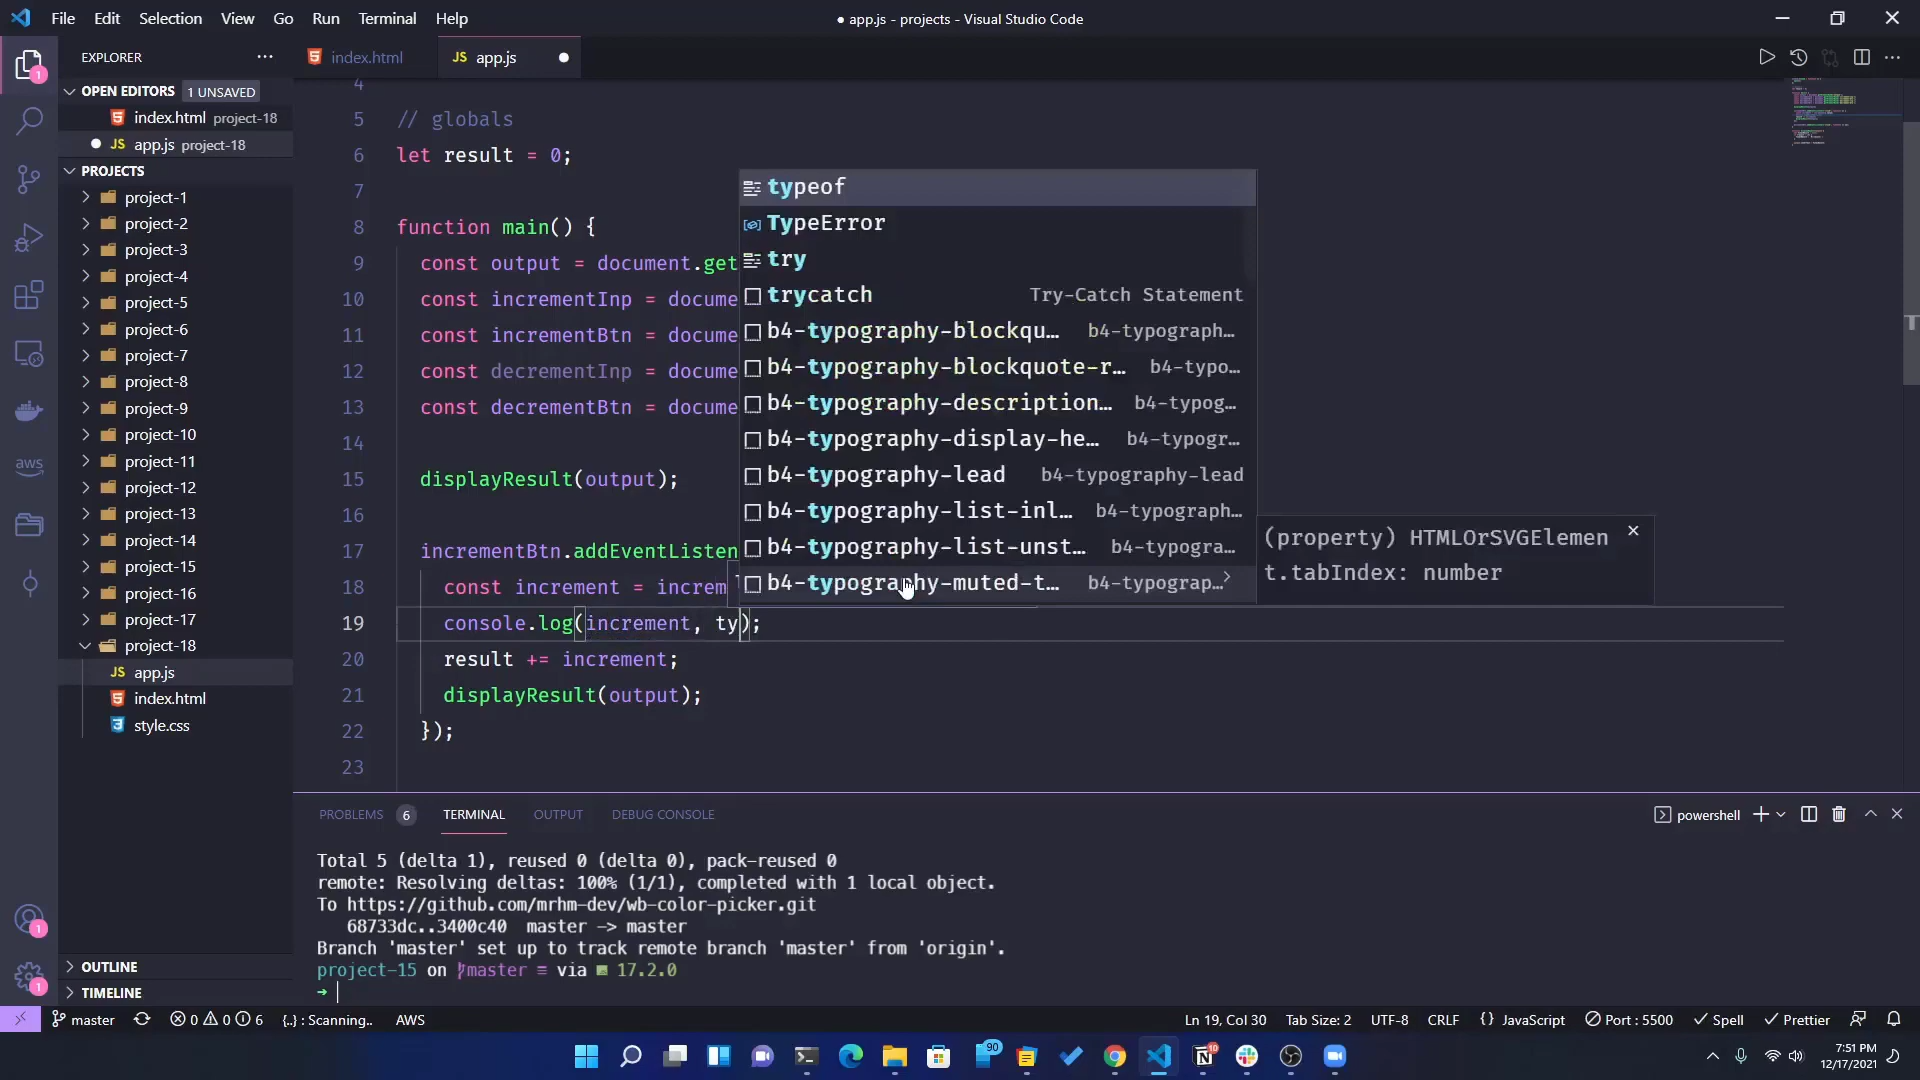 File Edit Selection View Go Run Terminal Help
● app.js - projects - Visual Studio Code
EXPLORER
index.html
JS app.js
OPEN EDITORS 1 UNSAVED
index.html project-18
JS app.js project-18
PROJECTS
project-1
project-2
project-3
project-4
project-5
project-6
project-7
project-8
project-9
project-10
project-11
project-12
project-13
project-14
project-15
project-16
project-17
project-18
JS app.js
index.html
style.css
OUTLINE
TIMELINE
aws
1
1
1
4
5 // globals
6 let result = 0;
7
8 function main() {
9 const output = document.get
10 const incrementInp = docume
11 const incrementBtn = docume
12 const decrementInp = docume
13 const decrementBtn = docume
14
15 displayResult(output);
16
17 incrementBtn.addEventListen
18 const increment = increm
19 console.log(increment, ty);
20 result += increment;
21 displayResult(output);
22 });
23
typeof
TypeError
try
trycatch Try-Catch Statement
b4-typography-blockqu… b4-typograph…
b4-typography-blockquote-r… b4-typo…
b4-typography-description… b4-typog…
b4-typography-display-he… b4-typogr…
b4-typography-lead b4-typography-lead
b4-typography-list-inl… b4-typograph…
b4-typography-list-unst… b4-typogra…
b4-typography-muted-t… b4-typograp…
(property) HTMLOrSVGElemen
t.tabIndex: number
PROBLEMS 6 TERMINAL OUTPUT DEBUG CONSOLE
powershell
Total 5 (delta 1), reused 0 (delta 0), pack-reused 0
remote: Resolving deltas: 100% (1/1), completed with 1 local object.
To https://github.com/mrhm-dev/wb-color-picker.git
68733dc..3400c40 master -> master
Branch 'master' set up to track remote branch 'master' from 'origin'.
project-15 on master ≡ via 17.2.0
➜
master 0 0 6 {..} : Scanning.. AWS
Ln 19, Col 30 Tab Size: 2 UTF-8 CRLF {} JavaScript Port : 5500 Spell Prettier
90
10
7:51 PM
12/17/2021